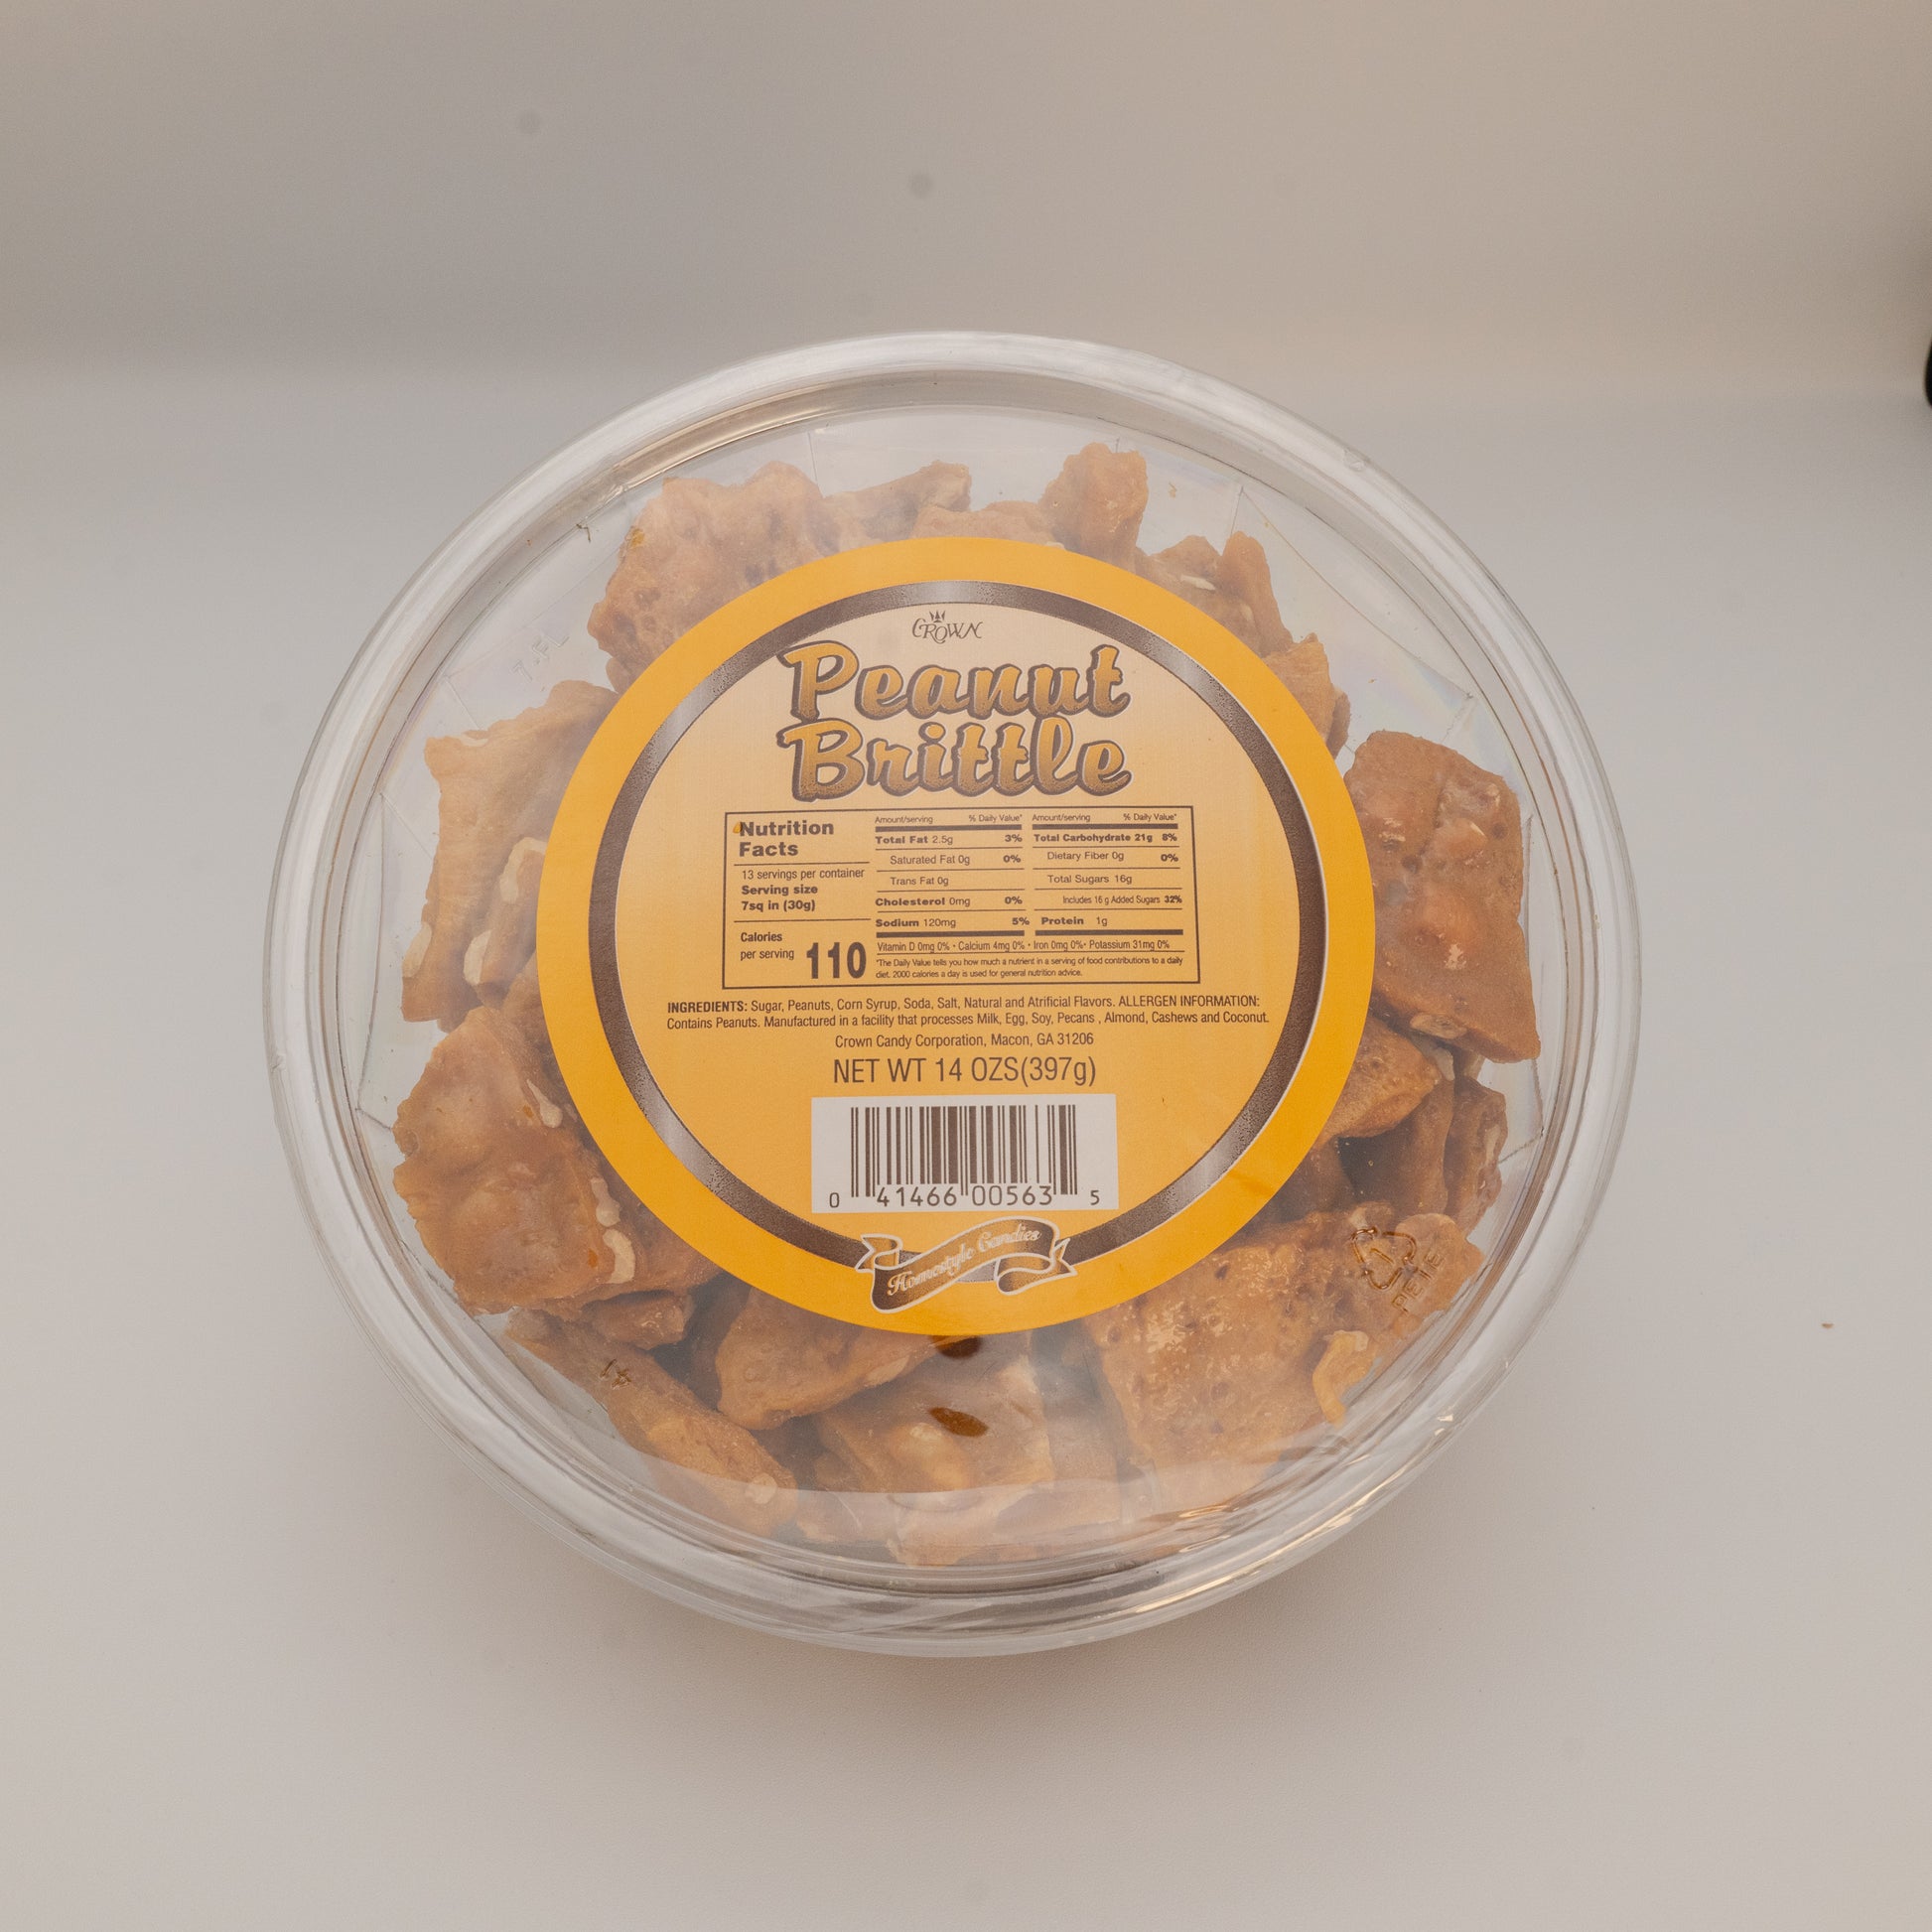 CROWN
Peanut
Brittle
Nutrition
Facts
13 servings per container
Serving size
7sq in (30g)
Calories
per serving 110
Amount/serving % Daily Value*
Total Fat 2.5g 3%
Saturated Fat 0g 0%
Trans Fat 0g
Cholesterol 0mg 0%
Sodium 120mg 5%
Amount/serving % Daily Value*
Total Carbohydrate 21g 8%
Dietary Fiber 0g 0%
Total Sugars 16g
Includes 16 g Added Sugars 32%
Protein 1g
Vitamin D 0mg 0% • Calcium 4mg 0% • Iron 0mg 0% • Potassium 31mg 0%
*The Daily Value tells you how much a nutrient in a serving of food contributions to a daily
diet. 2000 calories a day is used for general nutrition advice.
INGREDIENTS: Sugar, Peanuts, Corn Syrup, Soda, Salt, Natural and Atrificial Flavors. ALLERGEN INFORMATION:
Contains Peanuts. Manufactured in a facility that processes Milk, Egg, Soy, Pecans , Almond, Cashews and Coconut.
Crown Candy Corporation, Macon, GA 31206
NET WT 14 OZS(397g)
0 41466 00563 5
Homestyle Candies
1
PETE